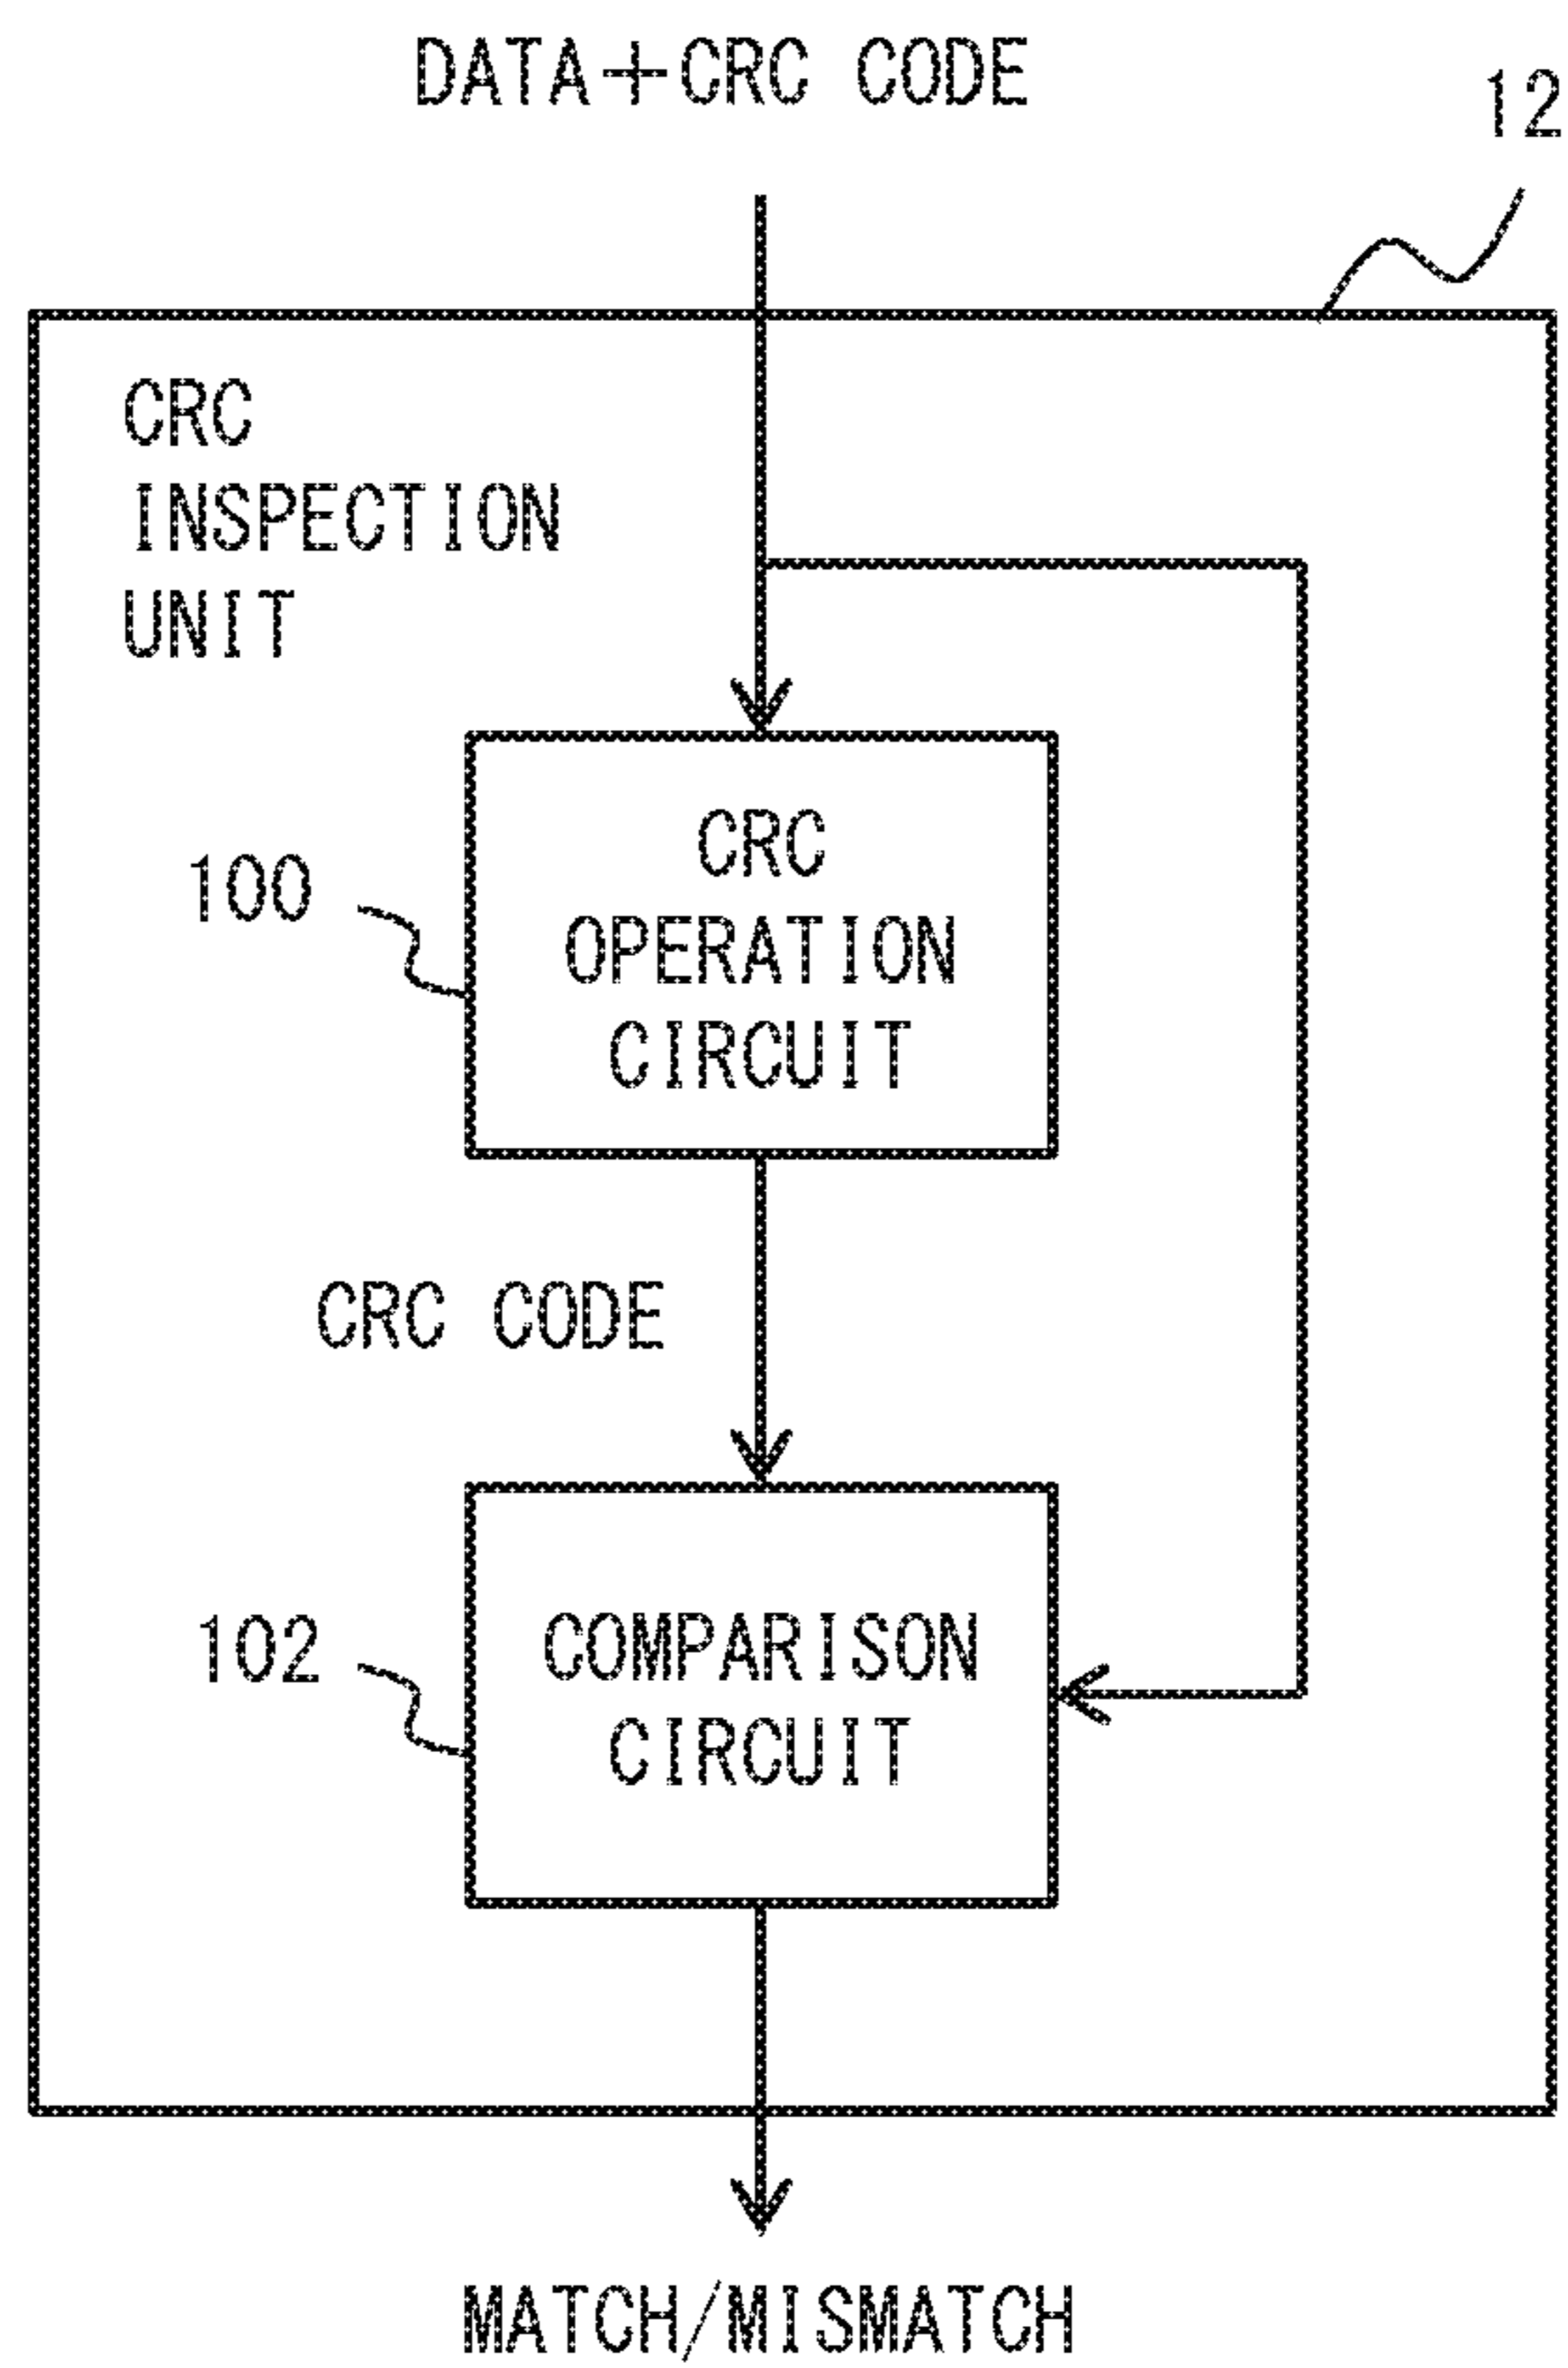 DATA+CRC CODE
12
CRC
INSPECTION
UNIT
CRC
OPERATION
CIRCUIT
100
CRC CODE
COMPARISON
CIRCUIT
102
MATCH/MISMATCH